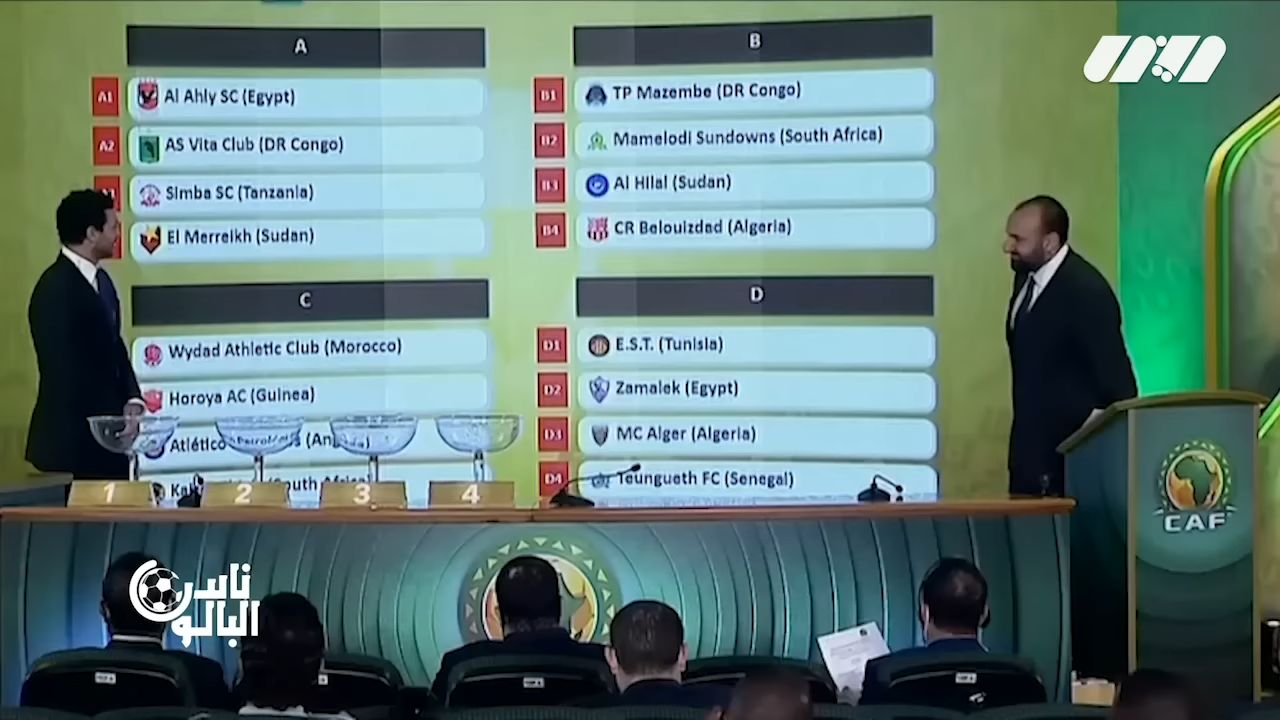 A
A1 Al Ahly SC (Egypt)
A2 AS Vita Club (DR Congo)
Simba SC (Tanzania)
El Merreikh (Sudan)
B
B1 TP Mazembe (DR Congo)
B2 Mamelodi Sundowns (South Africa)
B3 Al Hilal (Sudan)
B4 CR Belouizdad (Algeria)
C
Wydad Athletic Club (Morocco)
Horoya AC (Guinea)
Atlético
D
D1 E.S.T. (Tunisia)
D2 Zamalek (Egypt)
D3 MC Alger (Algeria)
D4 Teungueth FC (Senegal)
1 2 3 4
CAF
ناس
البالون